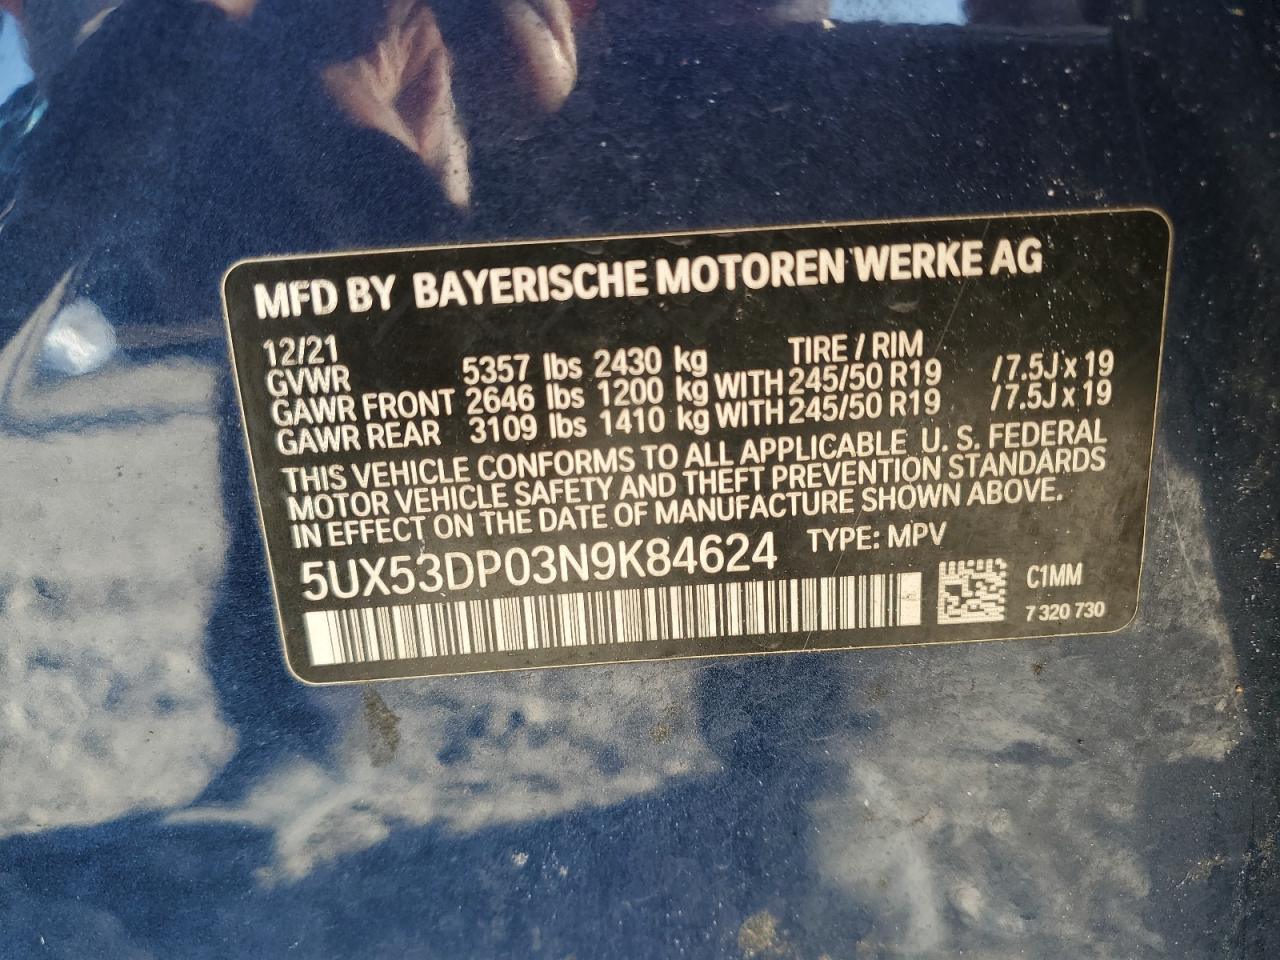 MFD BY BAYERISCHE MOTOREN WERKE AG
12/21 TIRE / RIM
GVWR 5357 lbs 2430 kg
GAWR FRONT 2646 lbs 1200 kg WITH 245/50 R19 /7.5J x 19
GAWR REAR 3109 lbs 1410 kg WITH 245/50 R19 /7.5J x 19
THIS VEHICLE CONFORMS TO ALL APPLICABLE U. S. FEDERAL
MOTOR VEHICLE SAFETY AND THEFT PREVENTION STANDARDS
IN EFFECT ON THE DATE OF MANUFACTURE SHOWN ABOVE.
5UX53DP03N9K84624 TYPE: MPV
C1MM
7 320 730